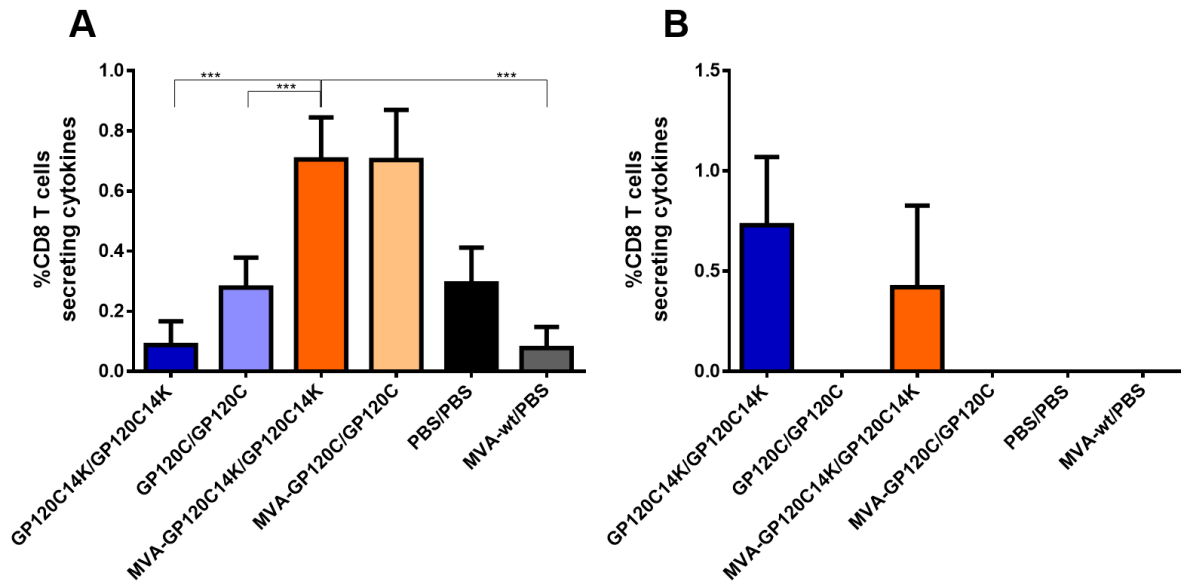 A
%CD8 T cells
secreting cytokines
1.0
0.8
0.6
0.4
0.2
0.0
***
***
***
GP120C14K/GP120C14K
GP120C/GP120C
MVA-GP120C14K/GP120C14K
MVA-GP120C/GP120C
PBS/PBS
MVA-wt/PBS
B
%CD8 T cells
secreting cytokines
1.5
1.0
0.5
0.0
GP120C14K/GP120C14K
GP120C/GP120C
MVA-GP120C14K/GP120C14K
MVA-GP120C/GP120C
PBS/PBS
MVA-wt/PBS